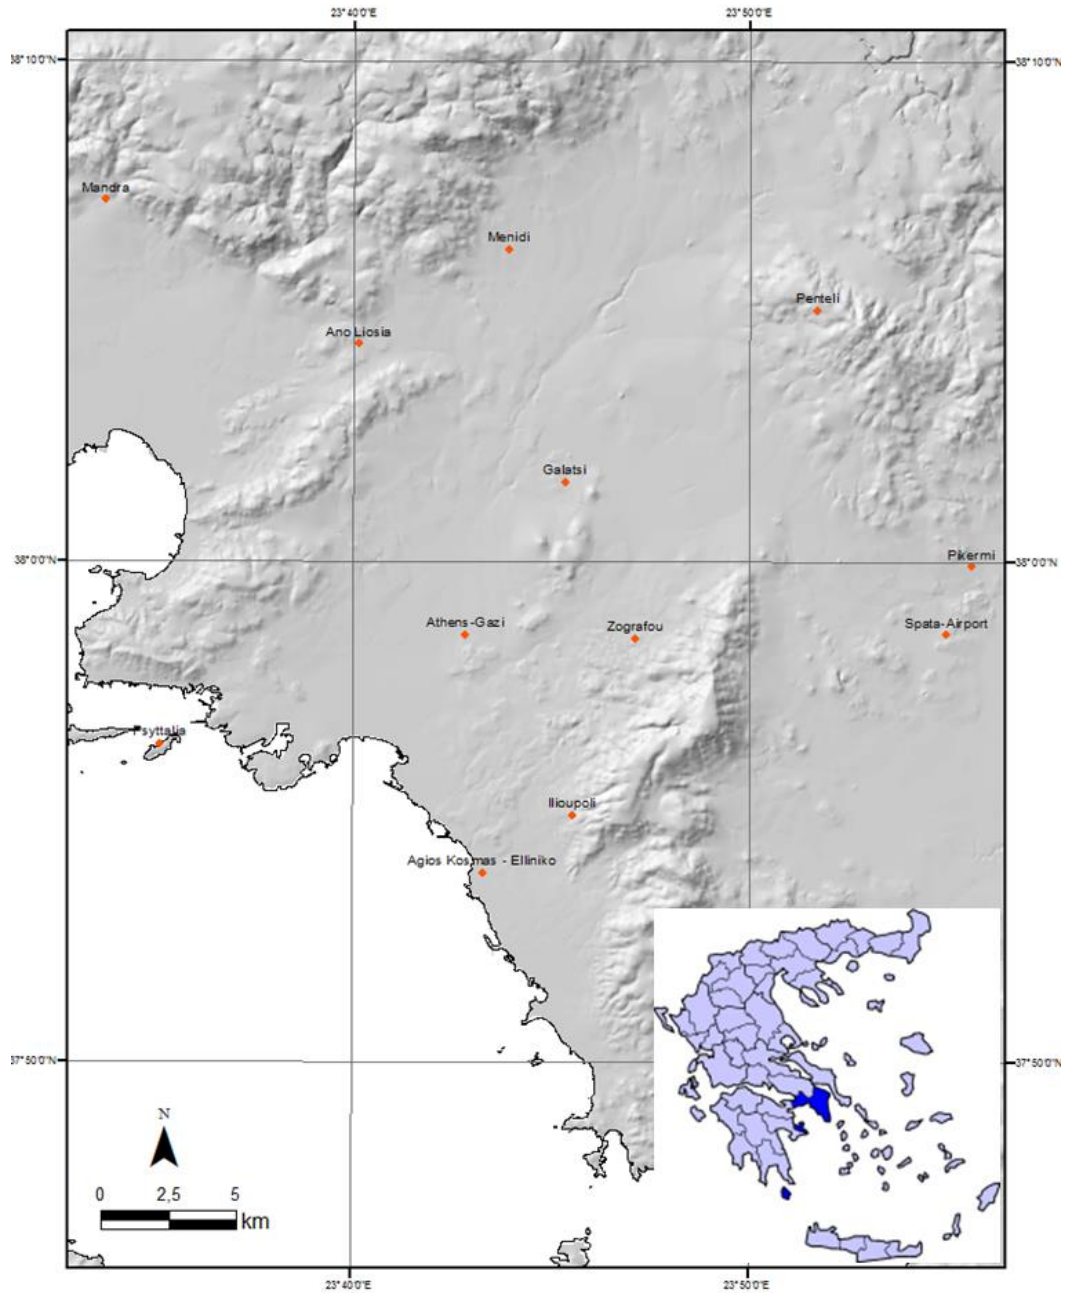 23°40'0"E
23°50'0"E
38°10'0"N
38°10'0"N
Mandra
Menidi
Penteli
Ano Liosia
Galatsi
38°0'0"N
38°0'0"N
Pikermi
Athens-Gazi
Zografou
Spata-Airport
Psyttalia
Ilioupoli
Agios Kosmas - Elliniko
37°50'0"N
37°50'0"N
N
0 2,5 5
km
23°40'0"E
23°50'0"E